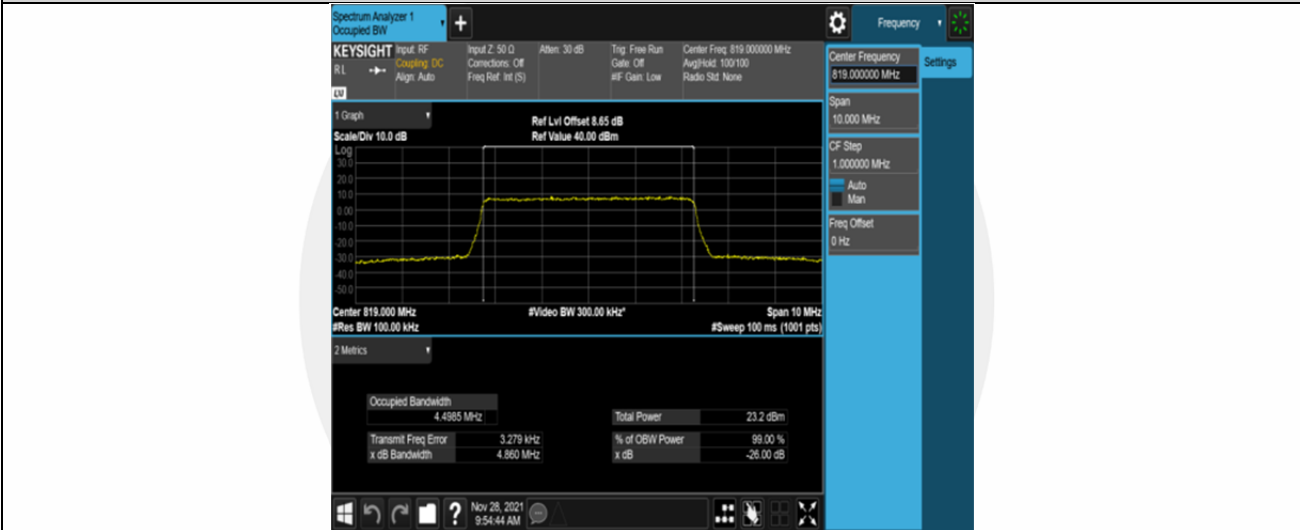 Spectrum Analyzer 1
Occupied BW
+
Frequency
KEYSIGHT
R L
LV
Input: RF
Coupling: DC
Align: Auto
Input Z: 50 Ω
Corrections: Off
Freq Ref: Int (S)
Atten: 30 dB
Trig: Free Run
Gate: Off
#IF Gain: Low
Center Freq: 819.000000 MHz
Avg|Hold: 100/100
Radio Std: None
Center Frequency
819.000000 MHz
Settings
Span
10.000 MHz
CF Step
1.000000 MHz
Auto
Man
Freq Offset
0 Hz
1 Graph
Ref Lvl Offset 8.65 dB
Scale/Div 10.0 dB
Ref Value 40.00 dBm
Log
30.0
20.0
10.0
0.00
-10.0
-20.0
-30.0
-40.0
-50.0
Center 819.000 MHz
#Video BW 300.00 kHz*
Span 10 MHz
#Res BW 100.00 kHz
#Sweep 100 ms (1001 pts)
2 Metrics
Occupied Bandwidth
4.4985 MHz
Total Power 23.2 dBm
Transmit Freq Error 3.279 kHz
% of OBW Power 99.00 %
x dB Bandwidth 4.860 MHz
x dB -26.00 dB
?
Nov 28, 2021
9:54:44 AM